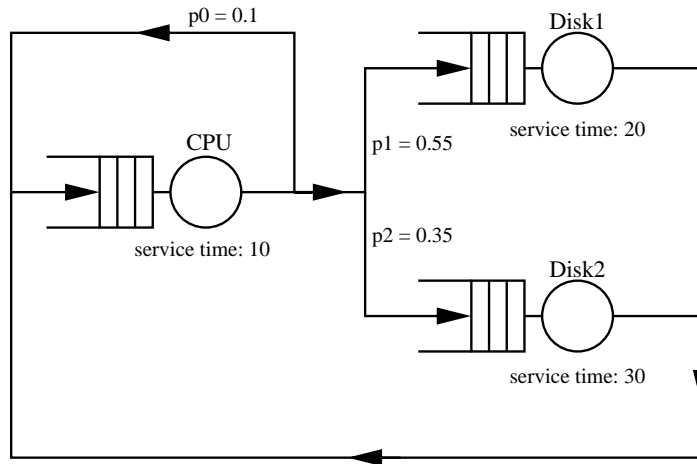 p0 = 0.1
Disk1
service time: 20
p1 = 0.55
CPU
service time: 10
p2 = 0.35
Disk2
service time: 30